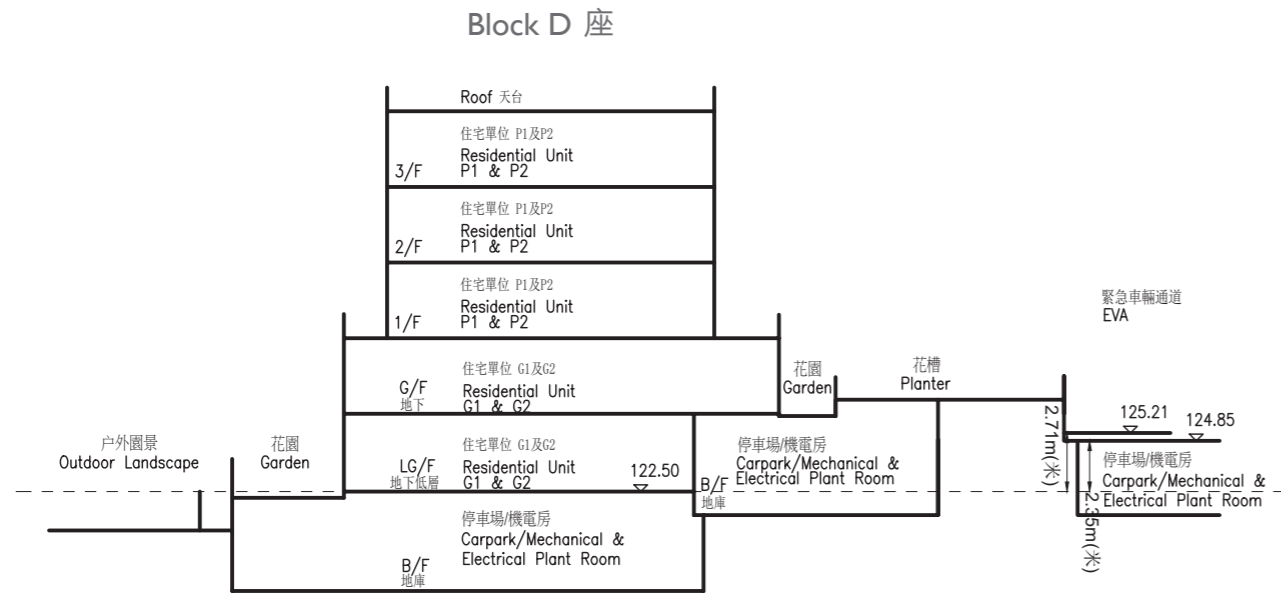 Block D 座
Roof 天台
住宅單位 P1及P2
Residential Unit
3/F P1 & P2
住宅單位 P1及P2
Residential Unit
2/F P1 & P2
住宅單位 P1及P2
Residential Unit
1/F P1 & P2
緊急車輛通道
EVA
住宅單位 G1及G2
G/F Residential Unit
地下 G1 & G2
花園
Garden
花槽
Planter
125.21
124.85
2.71m(米)
2.35m(米)
户外園景
Outdoor Landscape
花園
Garden
住宅單位 G1及G2
LG/F Residential Unit
地下低層 G1 & G2
122.50
停車場/機電房
Carpark/Mechanical &
Electrical Plant Room
B/F
地庫
停車場/機電房
Carpark/Mechanical &
Electrical Plant Room
停車場/機電房
Carpark/Mechanical &
Electrical Plant Room
B/F
地庫